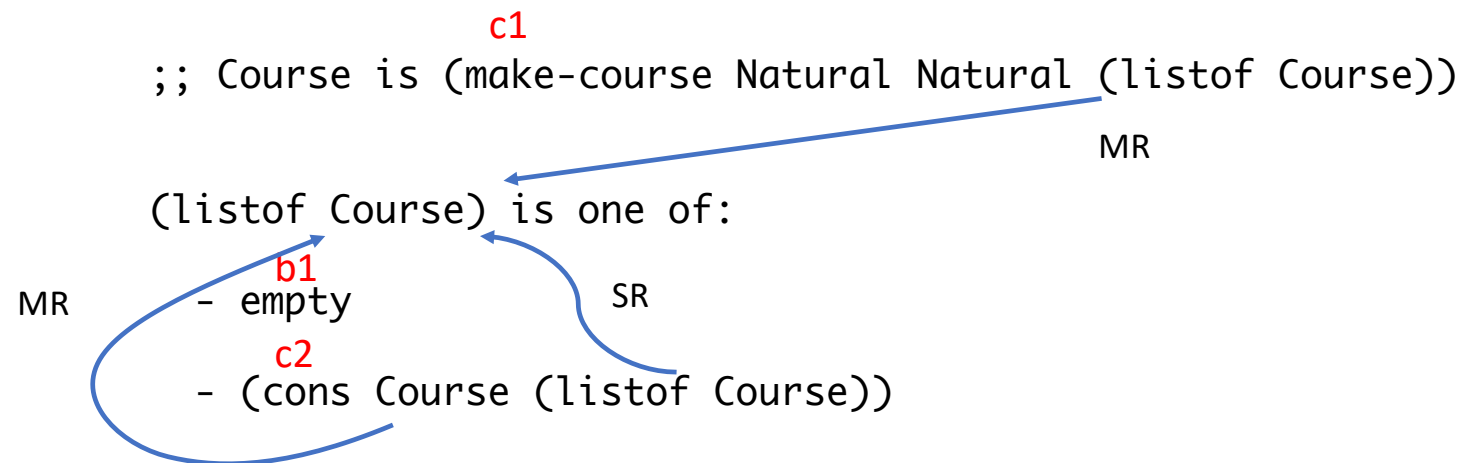 c1
;; Course is (make-course Natural Natural (listof Course))
MR
(listof Course) is one of:
b1
MR
- empty
SR
c2
- (cons Course (listof Course))